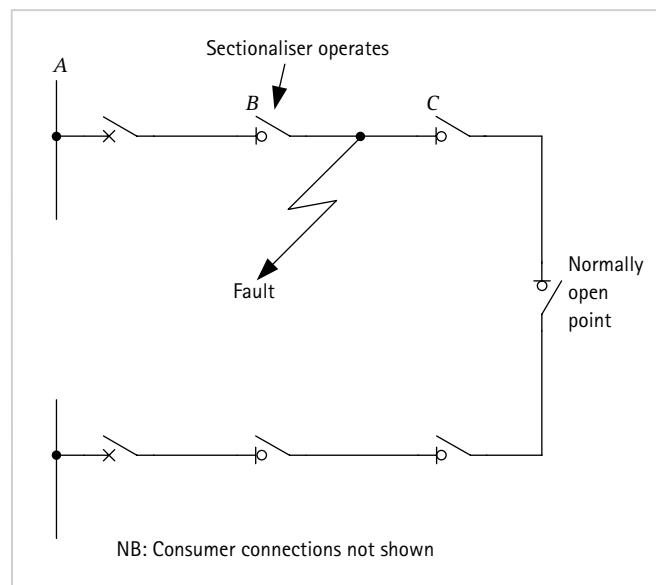 Sectionaliser operates
A
B
C
Fault
Normally
open
point
NB: Consumer connections not shown